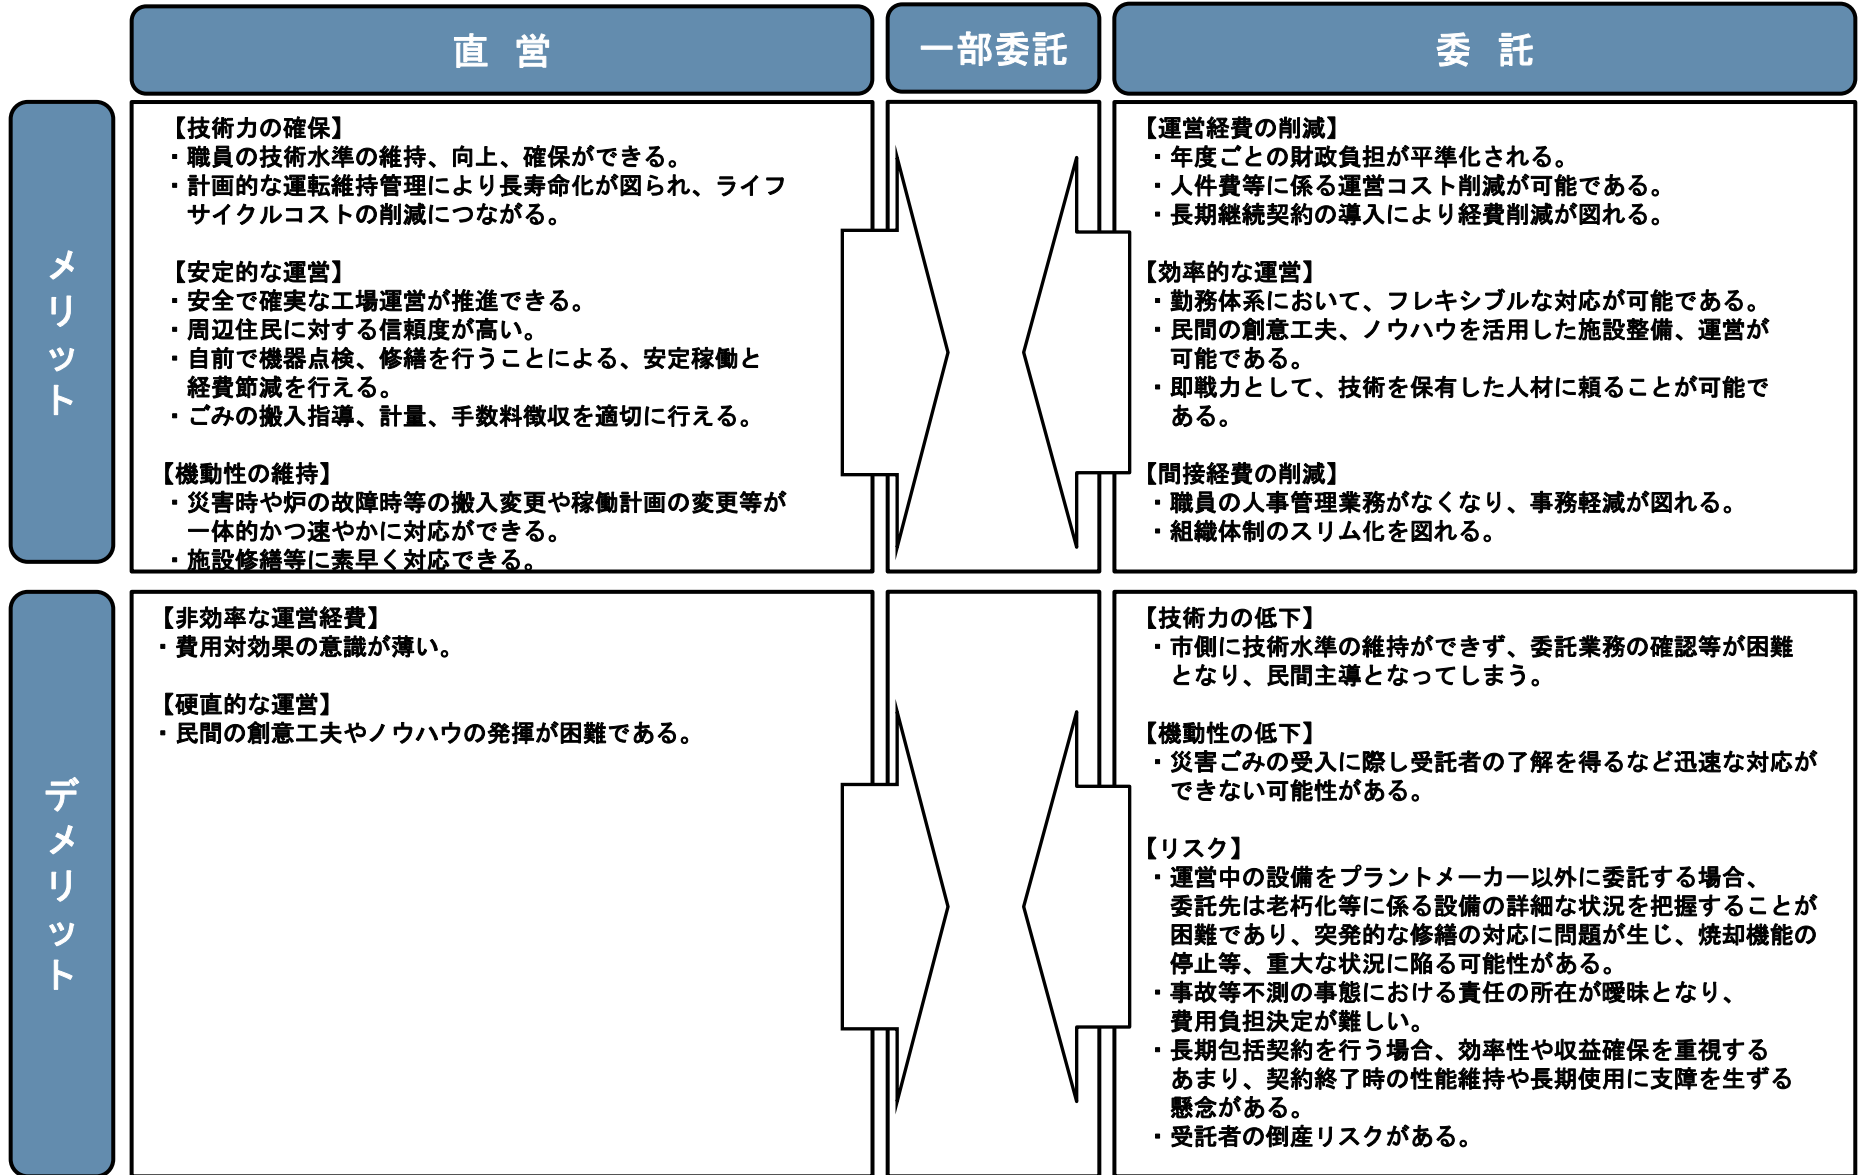 直 営
一部委託
委 託
メリット
【技術力の確保】
・職員の技術水準の維持、向上、確保ができる。
・計画的な運転維持管理により長寿命化が図られ、ライフ
サイクルコストの削減につながる。
【安定的な運営】
・安全で確実な工場運営が推進できる。
・周辺住民に対する信頼度が高い。
・自前で機器点検、修繕を行うことによる、安定稼働と
経費節減を行える。
・ごみの搬入指導、計量、手数料徴収を適切に行える。
【機動性の維持】
・災害時や炉の故障時等の搬入変更や稼働計画の変更等が
一体的かつ速やかに対応ができる。
・施設修繕等に素早く対応できる。
【運営経費の削減】
・年度ごとの財政負担が平準化される。
・人件費等に係る運営コスト削減が可能である。
・長期継続契約の導入により経費削減が図れる。
【効率的な運営】
・勤務体系において、フレキシブルな対応が可能である。
・民間の創意工夫、ノウハウを活用した施設整備、運営が
可能である。
・即戦力として、技術を保有した人材に頼ることが可能で
ある。
【間接経費の削減】
・職員の人事管理業務がなくなり、事務軽減が図れる。
・組織体制のスリム化を図れる。
デメリット
【非効率な運営経費】
・費用対効果の意識が薄い。
【硬直的な運営】
・民間の創意工夫やノウハウの発揮が困難である。
【技術力の低下】
・市側に技術水準の維持ができず、委託業務の確認等が困難
となり、民間主導となってしまう。
【機動性の低下】
・災害ごみの受入に際し受託者の了解を得るなど迅速な対応が
できない可能性がある。
【リスク】
・運営中の設備をプラントメーカー以外に委託する場合、
委託先は老朽化等に係る設備の詳細な状況を把握することが
困難であり、突発的な修繕の対応に問題が生じ、焼却機能の
停止等、重大な状況に陥る可能性がある。
・事故等不測の事態における責任の所在が曖昧となり、
費用負担決定が難しい。
・長期包括契約を行う場合、効率性や収益確保を重視する
あまり、契約終了時の性能維持や長期使用に支障を生ずる
懸念がある。
・受託者の倒産リスクがある。